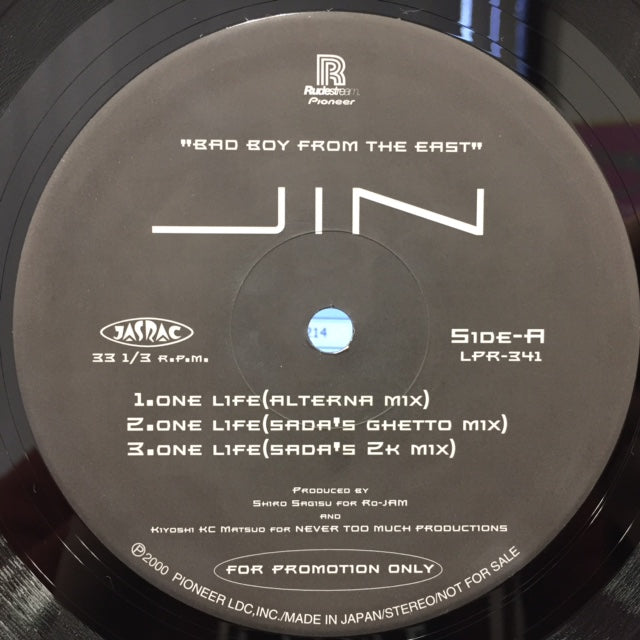 R
Rudestream
Pioneer
"BAD BOY FROM THE EAST"
JIN
JASRAC
33 1/3 R.P.M.
SIDE-A
LPR-341
214
1.ONE LIFE(ALTERNA MIX)
2.ONE LIFE(SADA'S GHETTO MIX)
3.ONE LIFE(SADA'S 2K MIX)
PRODUCED BY
SHIRO SAGISU FOR RO-JAM
AND
KIYOSHI KC MATSUO FOR NEVER TOO MUCH PRODUCTIONS
FOR PROMOTION ONLY
Ⓟ2000 PIONEER LDC,INC./MADE IN JAPAN/STEREO/NOT FOR SALE